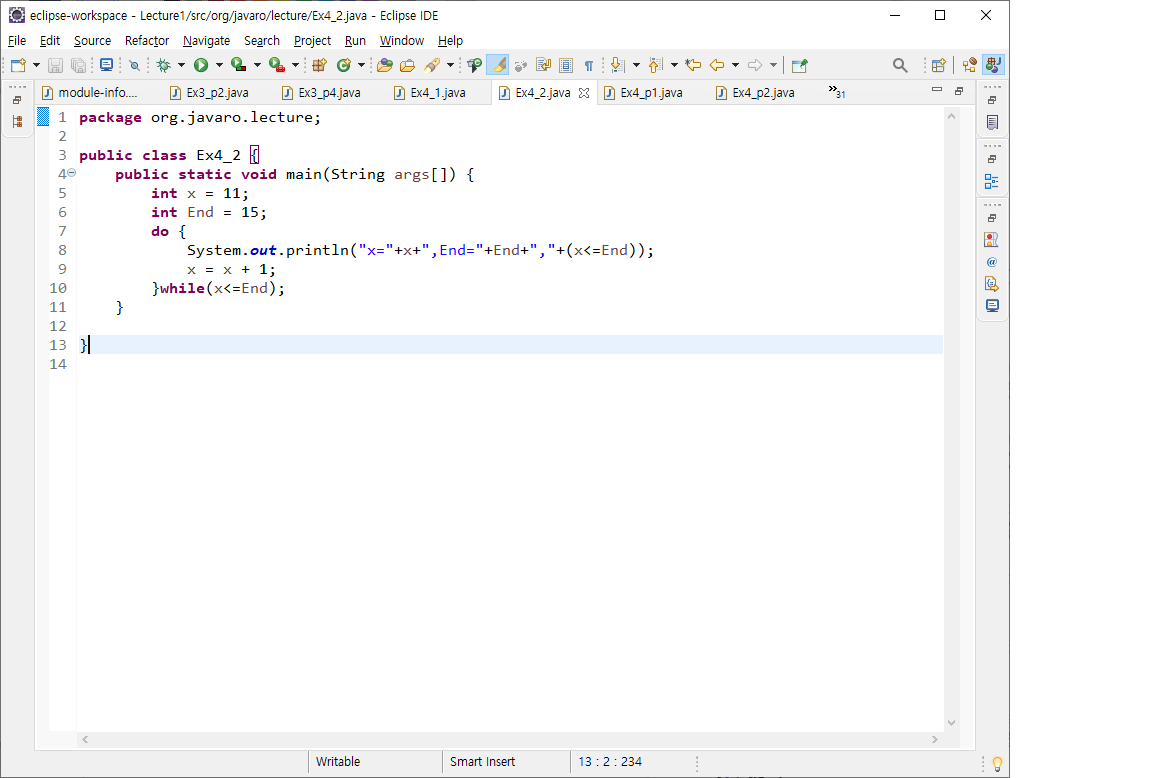 eclipse-workspace - Lecture1/src/org/javaro/lecture/Ex4_2.java - Eclipse IDE
File Edit Source Refactor Navigate Search Project Run Window Help
module-info.... Ex3_p2.java Ex3_p4.java Ex4_1.java Ex4_2.java Ex4_p1.java Ex4_p2.java »31
1 package org.javaro.lecture;
2
3 public class Ex4_2 {
4 public static void main(String args[]) {
5 int x = 11;
6 int End = 15;
7 do {
8 System.out.println("x="+x+",End="+End+","+(x<=End));
9 x = x + 1;
10 }while(x<=End);
11 }
12
13 }
14
Writable Smart Insert 13 : 2 : 234